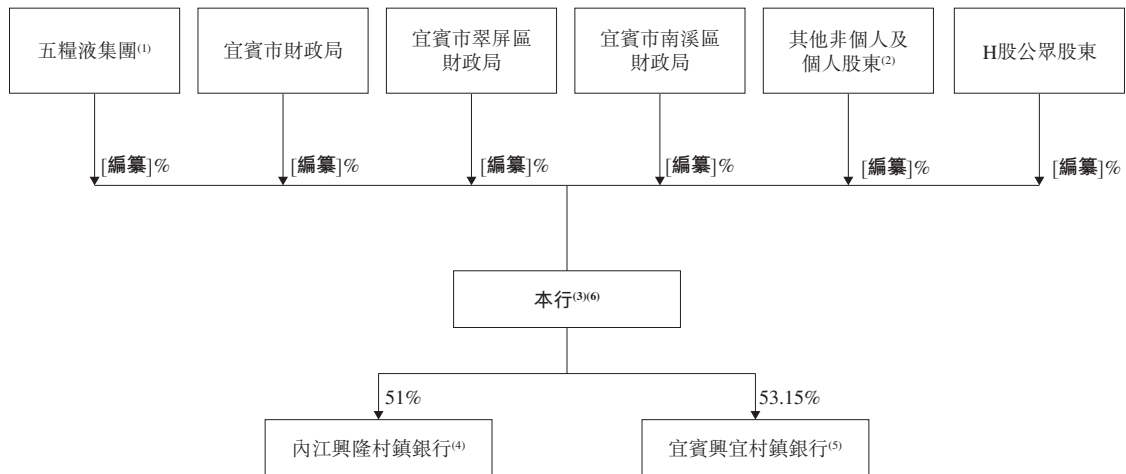 五糧液集團(1)
宜賓市財政局
宜賓市翠屏區
財政局
宜賓市南溪區
財政局
其他非個人及
個人股東(2)
H股公眾股東
[編纂]%
[編纂]%
[編纂]%
[編纂]%
[編纂]%
[編纂]%
本行(3)(6)
51%
53.15%
內江興隆村鎮銀行(4)
宜賓興宜村鎮銀行(5)